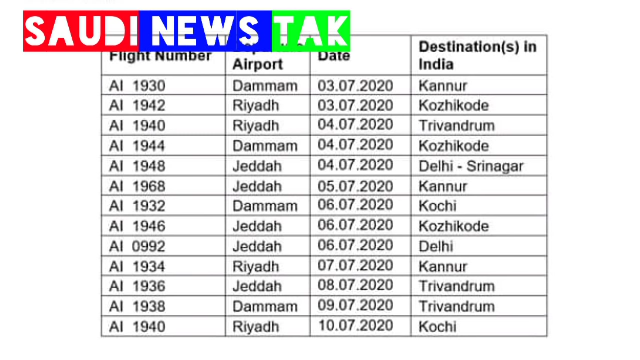 SAUDI NEWS TAK
Flight Number Airport Date Destination(s) in India
AI 1930 Dammam 03.07.2020 Kannur
AI 1942 Riyadh 03.07.2020 Kozhikode
AI 1940 Riyadh 04.07.2020 Trivandrum
AI 1944 Dammam 04.07.2020 Kozhikode
AI 1948 Jeddah 04.07.2020 Delhi - Srinagar
AI 1968 Jeddah 05.07.2020 Kannur
AI 1932 Dammam 06.07.2020 Kochi
AI 1946 Jeddah 06.07.2020 Kozhikode
AI 0992 Jeddah 06.07.2020 Delhi
AI 1934 Riyadh 07.07.2020 Kannur
AI 1936 Jeddah 08.07.2020 Trivandrum
AI 1938 Dammam 09.07.2020 Trivandrum
AI 1940 Riyadh 10.07.2020 Kochi